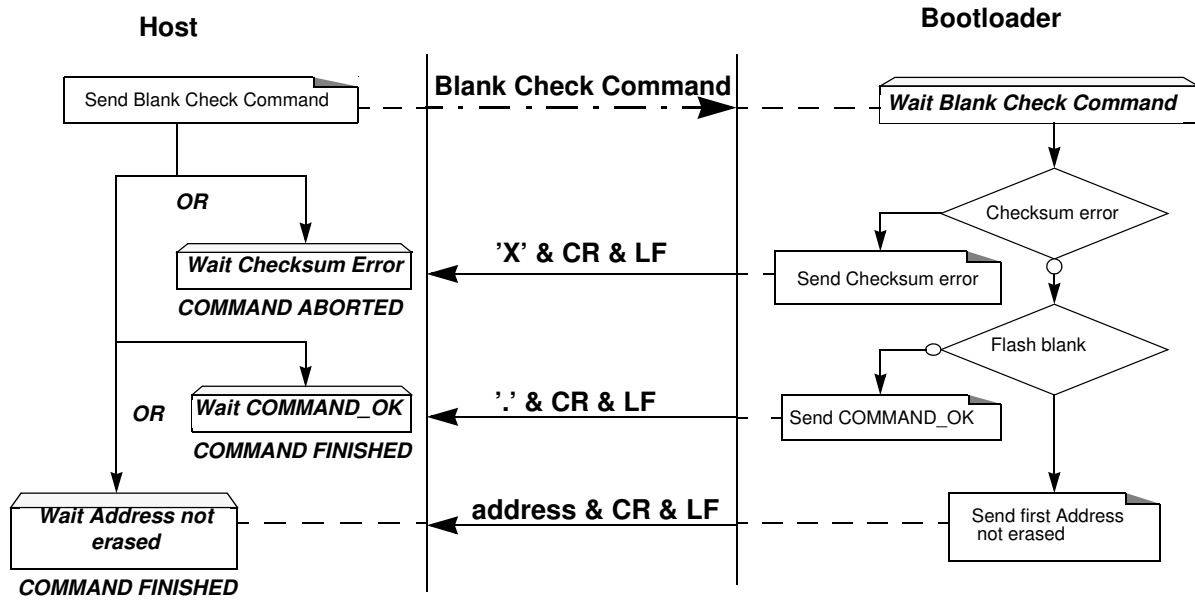 Host
Bootloader
Send Blank Check Command
Blank Check Command
Wait Blank Check Command
OR
Checksum error
Wait Checksum Error
'X' & CR & LF
Send Checksum error
COMMAND ABORTED
Flash blank
OR
Wait COMMAND_OK
'.' & CR & LF
Send COMMAND_OK
COMMAND FINISHED
Wait Address not
erased
address & CR & LF
Send first Address
not erased
COMMAND FINISHED